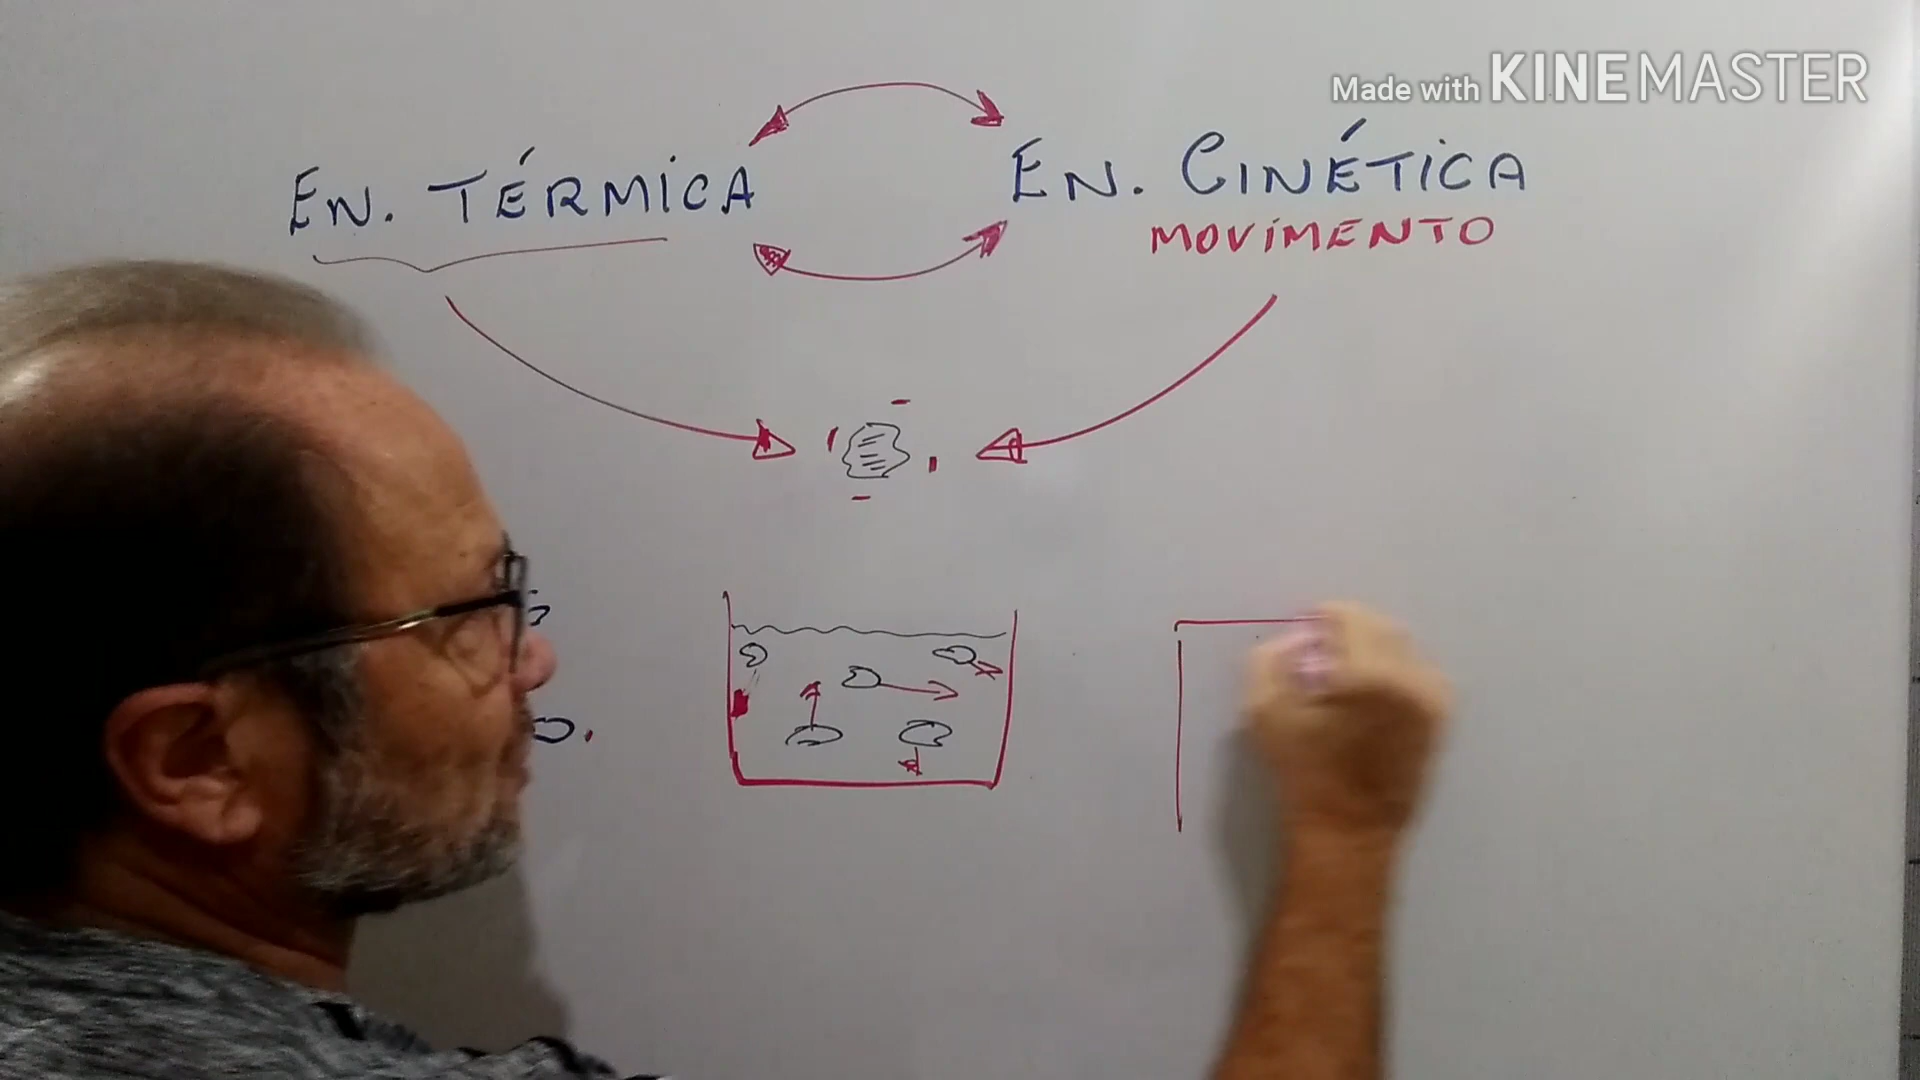 Made with KINEMASTER
EN. TÉRMICA
EN. CINÉTICA
MOVIMENTO